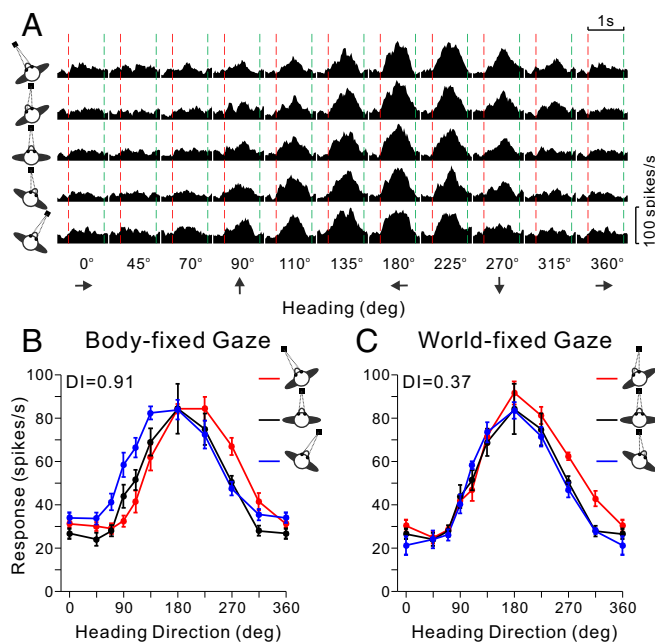 A
1s
100 spikes/s
0° 45° 70° 90° 110° 135° 180° 225° 270° 315° 360°
Heading (deg)
B Body-fixed Gaze
DI=0.91
Response (spikes/s)
100
80
60
40
20
0
0 90 180 270 360
Heading Direction (deg)
C World-fixed Gaze
DI=0.37
100
80
60
40
20
0
0 90 180 270 360
Heading Direction (deg)